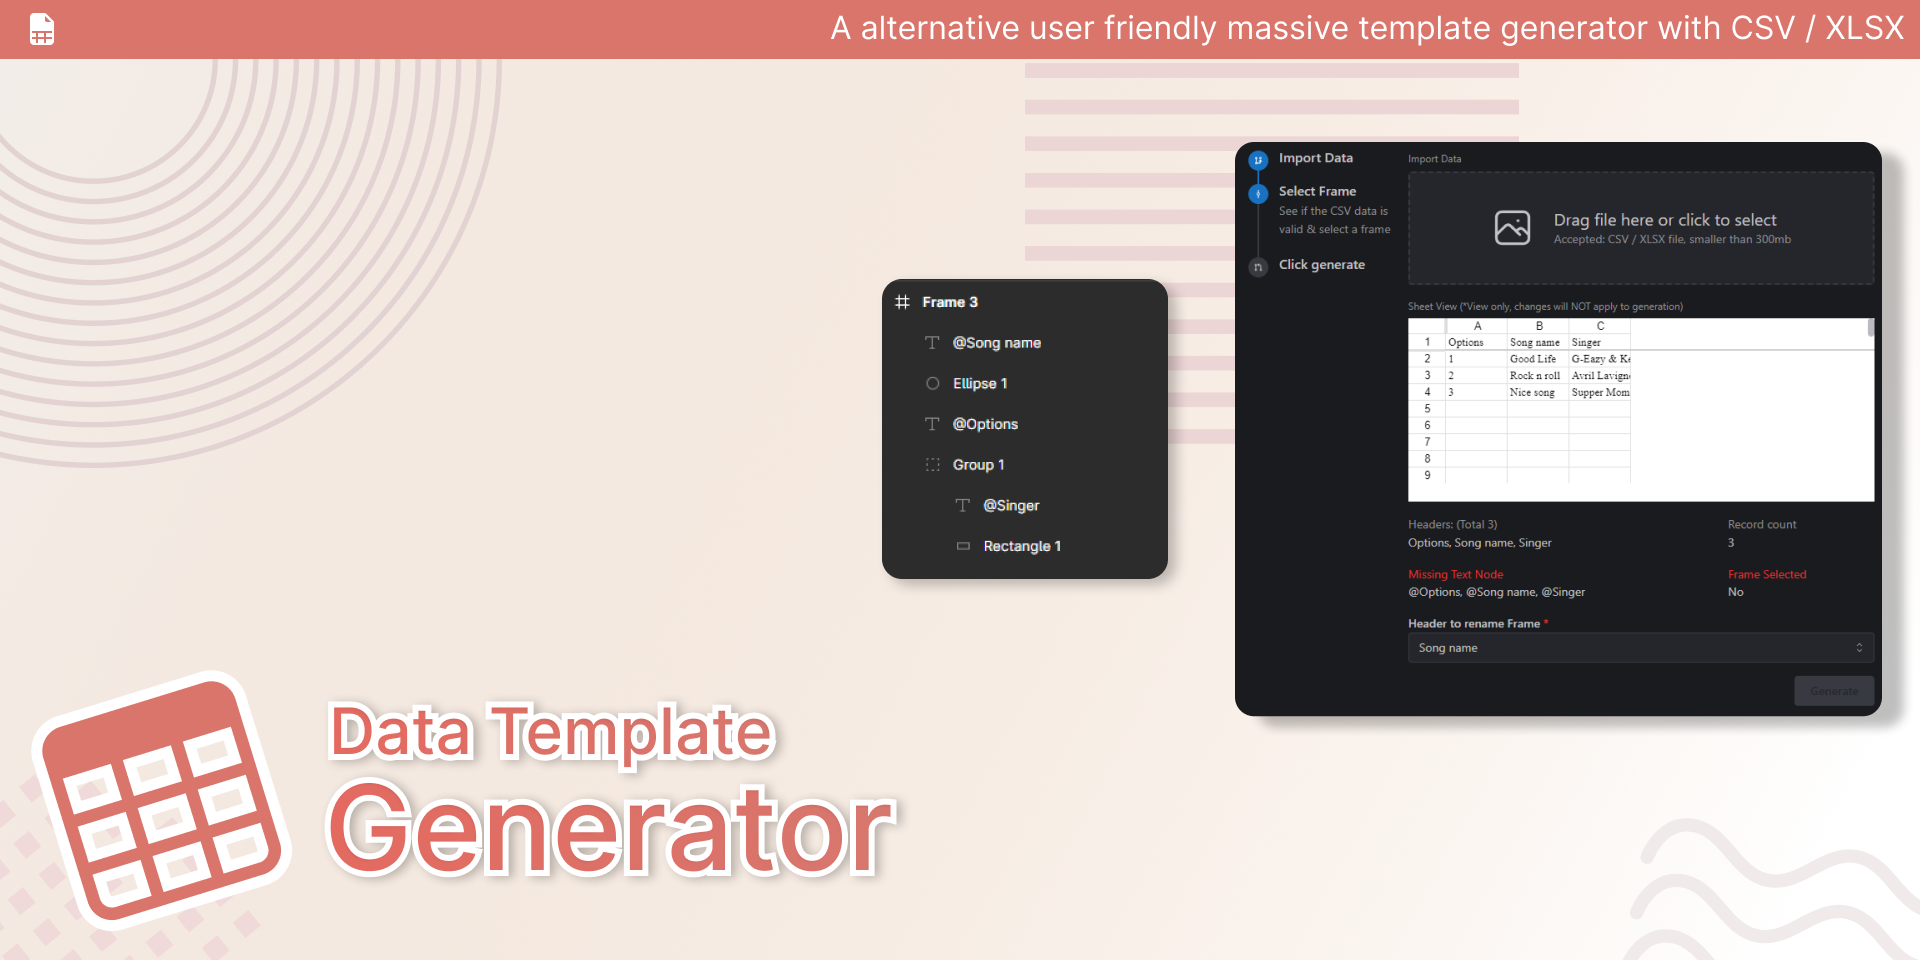 A alternative user friendly massive template generator with CSV / XLSX
Frame 3
@Song name
Ellipse 1
@Options
Group 1
@Singer
Rectangle 1
Import Data
Select Frame
See if the CSV data is
valid & select a frame
Click generate
Import Data
Drag file here or click to select
Accepted: CSV / XLSX file, smaller than 300mb
Sheet View (*View only, changes will NOT apply to generation)
A B C
1 Options Song name Singer
2 1 Good Life G-Eazy & Ke
3 2 Rock n roll Avril Lavign
4 3 Nice song Supper Mom
5
6
7
8
9
Headers: (Total 3) Record count
Options, Song name, Singer 3
Missing Text Node Frame Selected
@Options, @Song name, @Singer No
Header to rename Frame *
Song name
Generate
Data Template
Generator